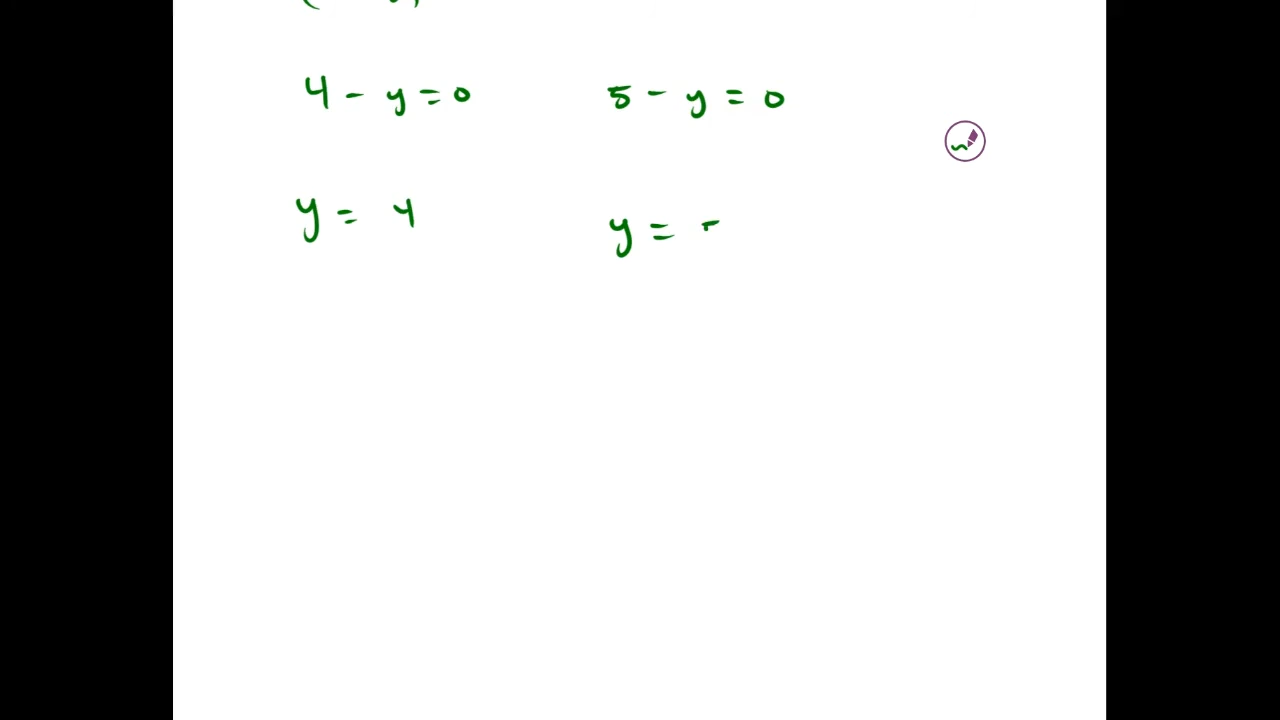 4 - y = 0
5 - y = 0
y = 4
y =